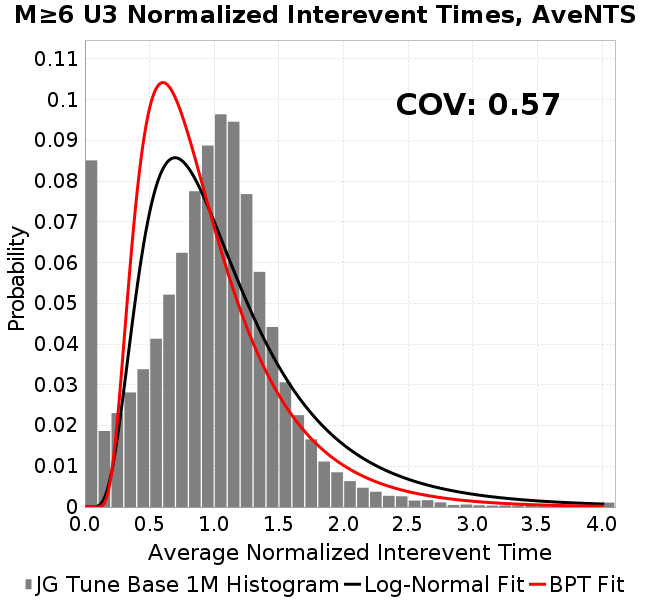 M≥6 U3 Normalized Interevent Times, AveNTS
COV: 0.57
Probability
0.11
0.1
0.09
0.08
0.07
0.06
0.05
0.04
0.03
0.02
0.01
0
0.0 0.5 1.0 1.5 2.0 2.5 3.0 3.5 4.0
Average Normalized Interevent Time
JG Tune Base 1M Histogram Log-Normal Fit BPT Fit